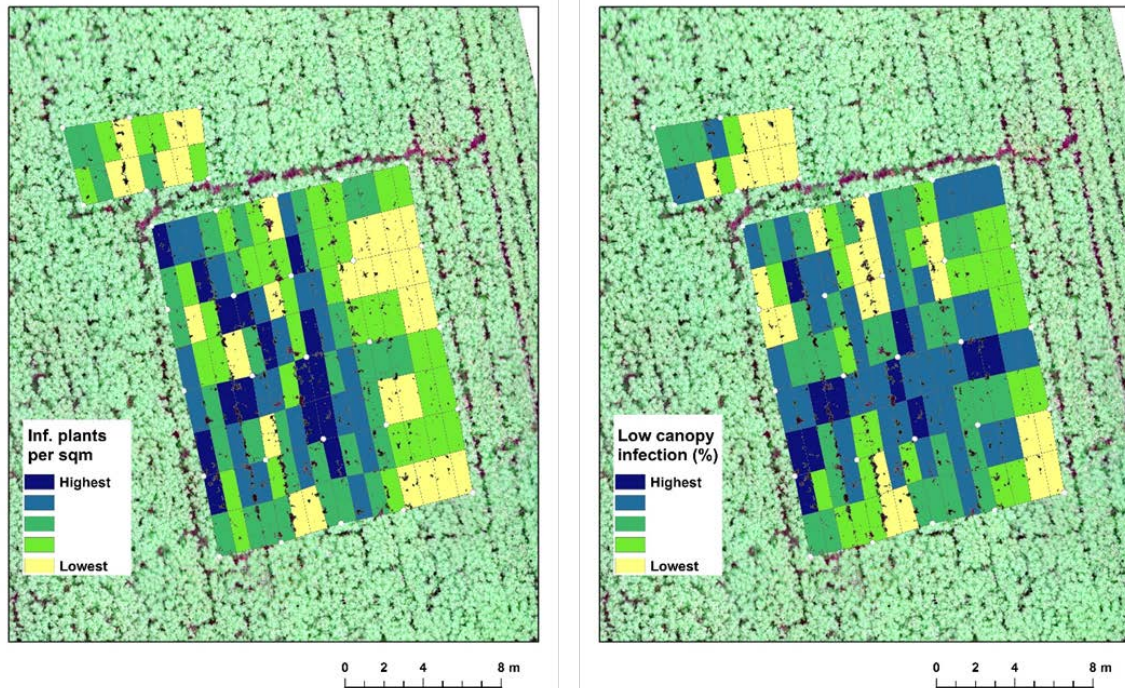 Inf. plants
per sqm
Highest
Lowest
0 2 4 8 m
Low canopy
infection (%)
Highest
Lowest
0 2 4 8 m